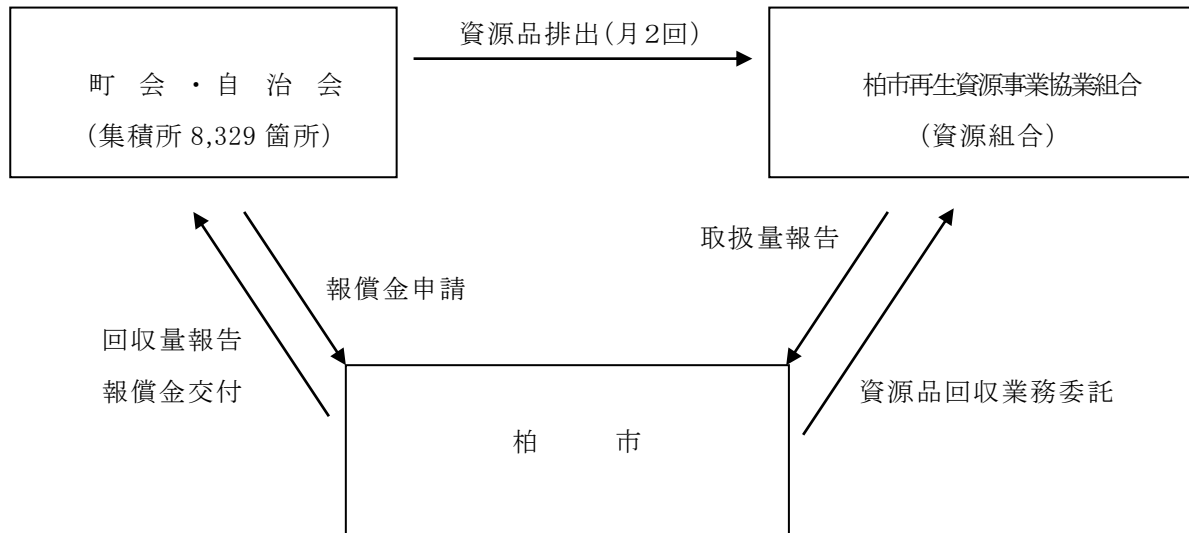 資源品排出(月2回)
町会・自治会
(集積所 8,329 箇所)
柏市再生資源事業協業組合
(資源組合)
取扱量報告
報償金申請
回収量報告
報償金交付
資源品回収業務委託
柏市